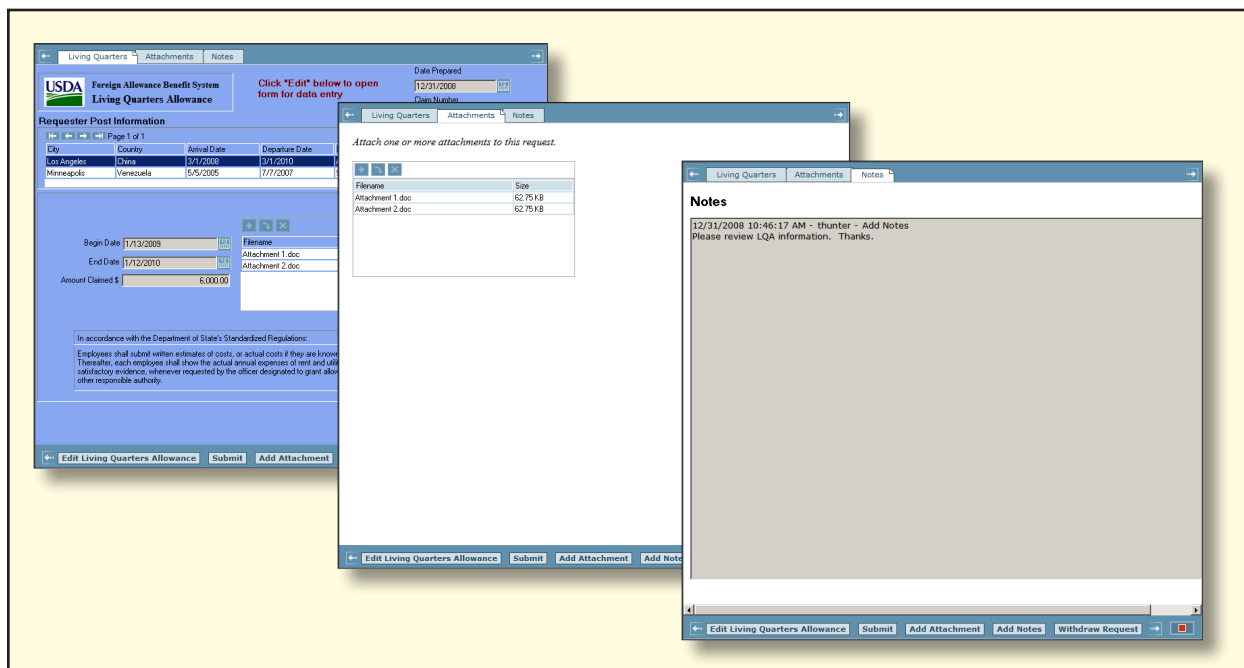 Living Quarters Attachments Notes
USDA Foreign Allowance Benefit System
Living Quarters Allowance
Click "Edit" below to open
form for data entry
Date Prepared
12/31/2008
Claim Number
Requester Post Information
Page 1 of 1
City Country Arrival Date Departure Date
Los Angeles China 3/1/2008 3/1/2010
Minneapolis Venezuela 5/5/2005 7/7/2007
Begin Date 1/13/2009
End Date 1/12/2010
Amount Claimed $ 6,000.00
Filename
Attachment 1.doc
Attachment 2.doc
In accordance with the Department of State's Standardized Regulations:
Employees shall submit written estimates of costs, or actual costs if they are know
Thereafter, each employee shall show the actual annual expenses of rent and utili
satisfactory evidence, whenever requested by the officer designated to grant allow
other responsible authority.
Edit Living Quarters Allowance Submit Add Attachment
Living Quarters Attachments Notes
Attach one or more attachments to this request.
Filename Size
Attachment 1.doc 62.75 KB
Attachment 2.doc 62.75 KB
Edit Living Quarters Allowance Submit Add Attachment Add Note
Living Quarters Attachments Notes
Notes
12/31/2008 10:46:17 AM - thunter - Add Notes
Please review LQA information. Thanks.
Edit Living Quarters Allowance Submit Add Attachment Add Notes Withdraw Request